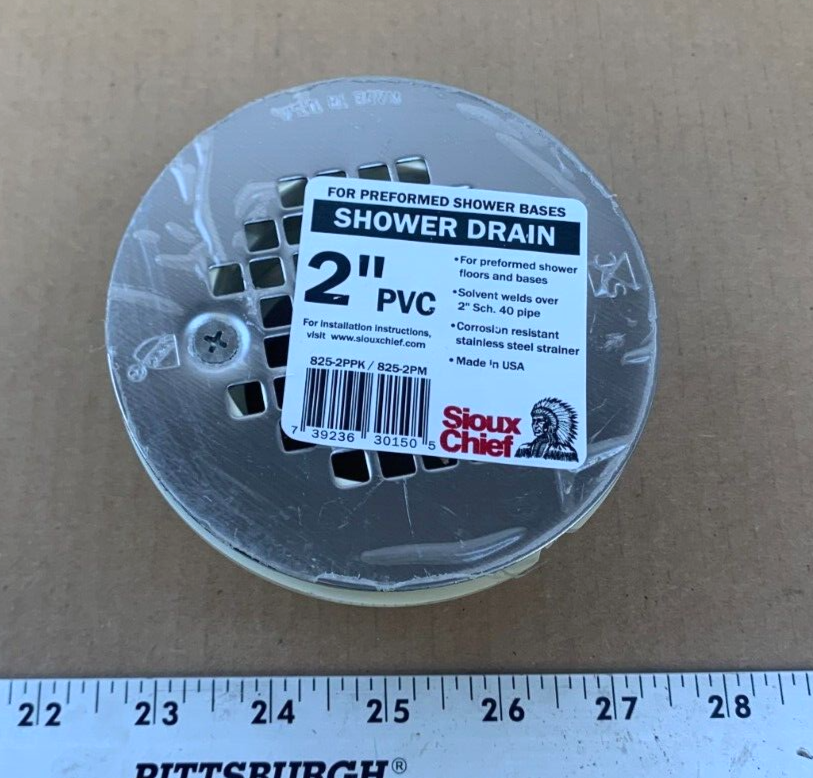 MADE IN U.S.A.
FOR PREFORMED SHOWER BASES
SHOWER DRAIN
2" PVC
•For preformed shower
floors and bases
•Solvent welds over
2" Sch. 40 pipe
•Corrosion resistant
stainless steel strainer
•Made in USA
For installation instructions,
visit www.siouxchief.com
825-2PPK / 825-2PM
7 39236 30150 5
Sioux
Chief
22 23 24 25 26 27 28
PITTSBURGH®